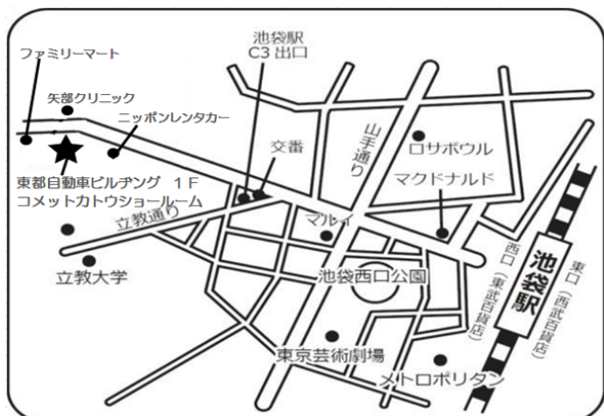 池袋駅
C3 出口
ファミリーマート
矢部クリニック
ニッポンレンタカー
山手通り
ロサボウル
交番
マクドナルド
東都自動車ビルヂング 1F
コメットカトウショールーム
立教通り
マルイ
立教大学
池袋西口公園
西口（東武百貨店）
池袋駅
東口（西武百貨店）
東京芸術劇場
メトロポリタン